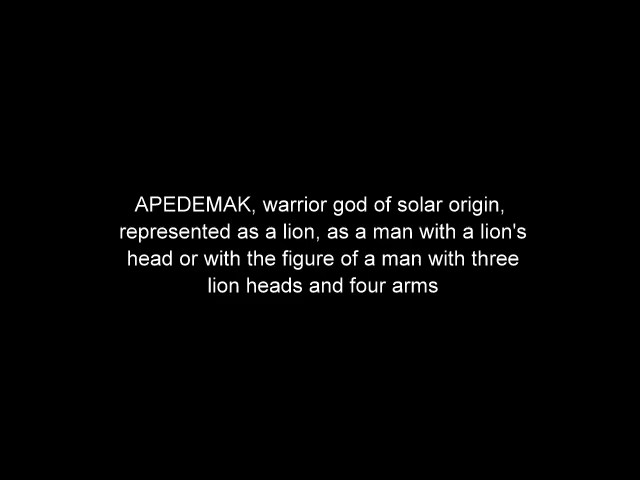 APEDEMAK, warrior god of solar origin,
represented as a lion, as a man with a lion's
head or with the figure of a man with three
lion heads and four arms